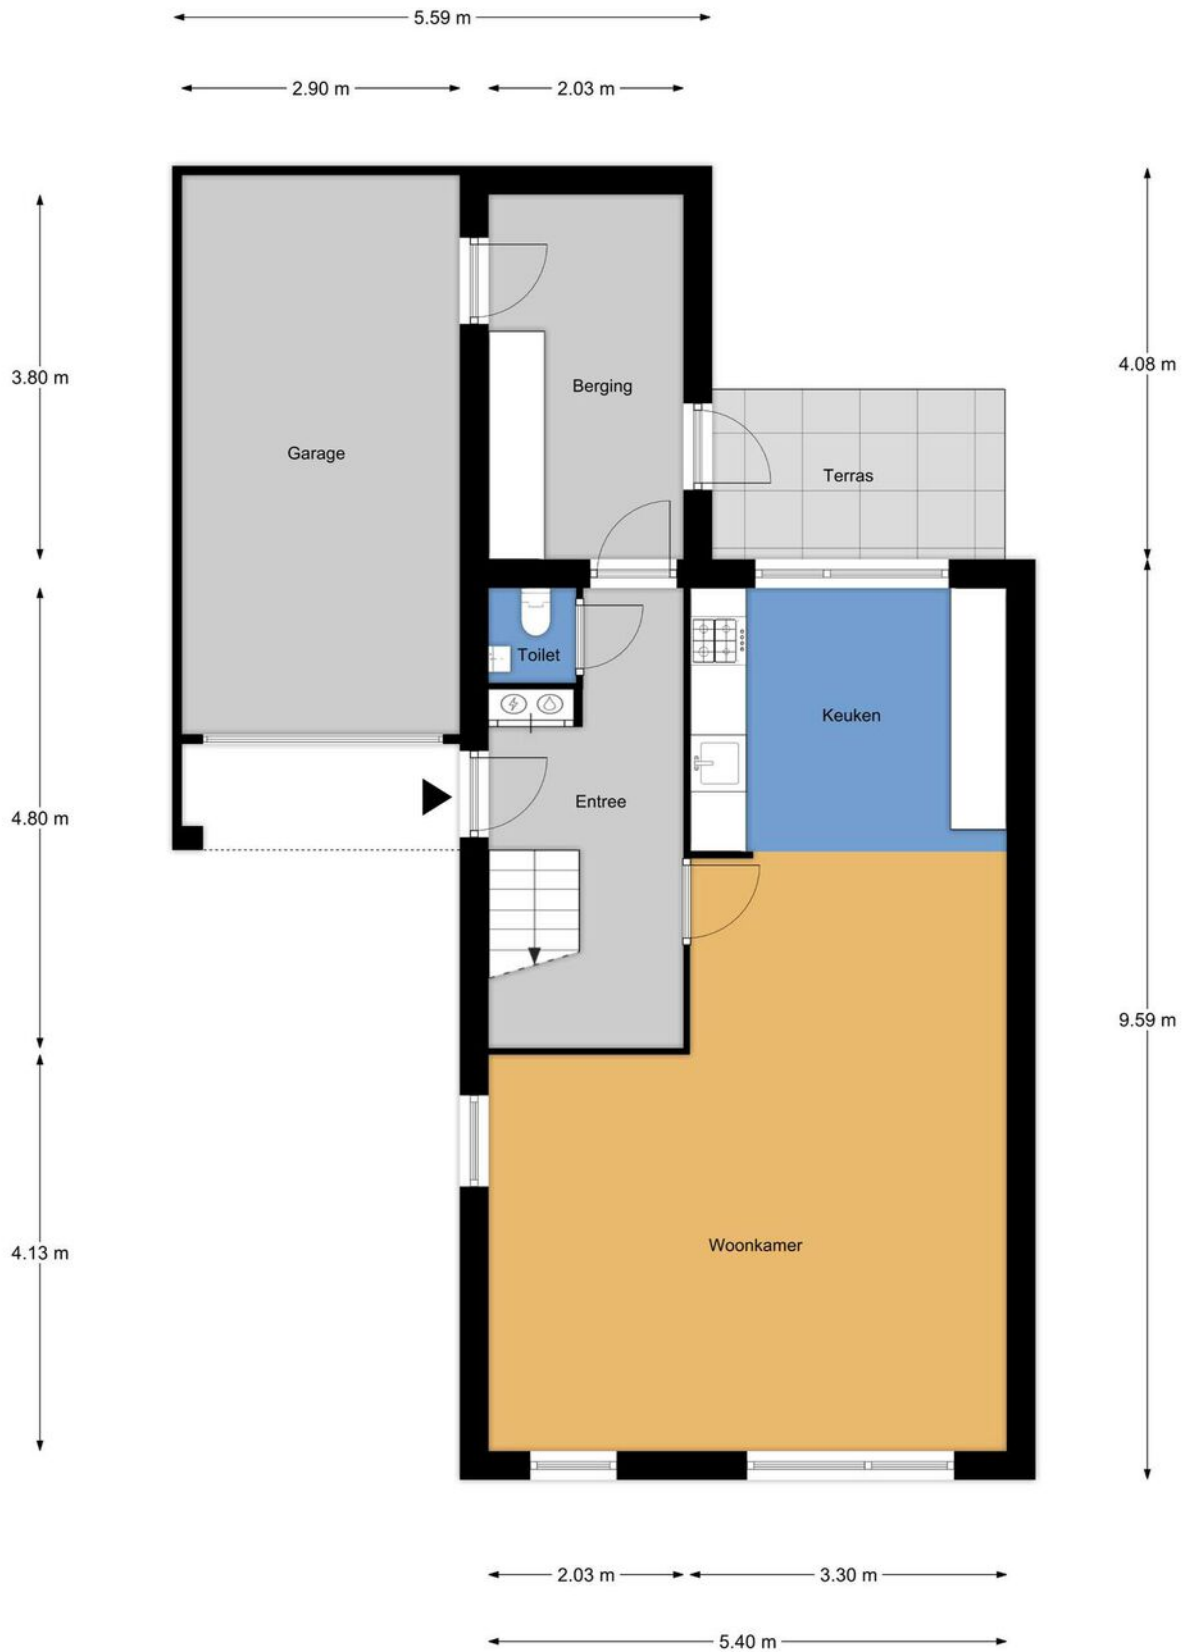 5.59 m
2.90 m
2.03 m
3.80 m
4.08 m
Berging
Garage
Terras
Toilet
Keuken
Entree
4.80 m
9.59 m
Woonkamer
4.13 m
2.03 m
3.30 m
5.40 m